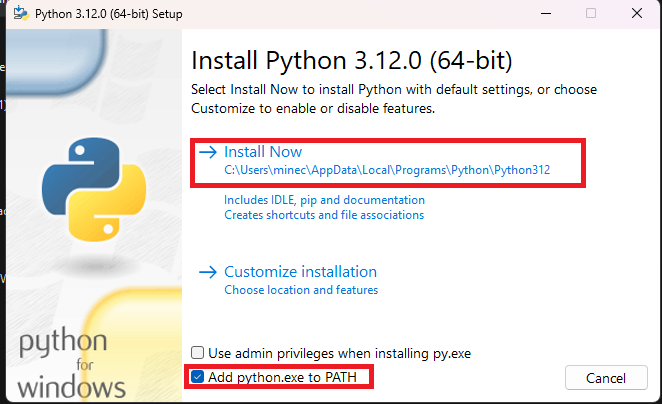 Python 3.12.0 (64-bit) Setup
Install Python 3.12.0 (64-bit)
Select Install Now to install Python with default settings, or choose
Customize to enable or disable features.
Install Now
C:\Users\minec\AppData\Local\Programs\Python\Python312
Includes IDLE, pip and documentation
Creates shortcuts and file associations
Customize installation
Choose location and features
Use admin privileges when installing py.exe
Add python.exe to PATH
Cancel
python
for
windows